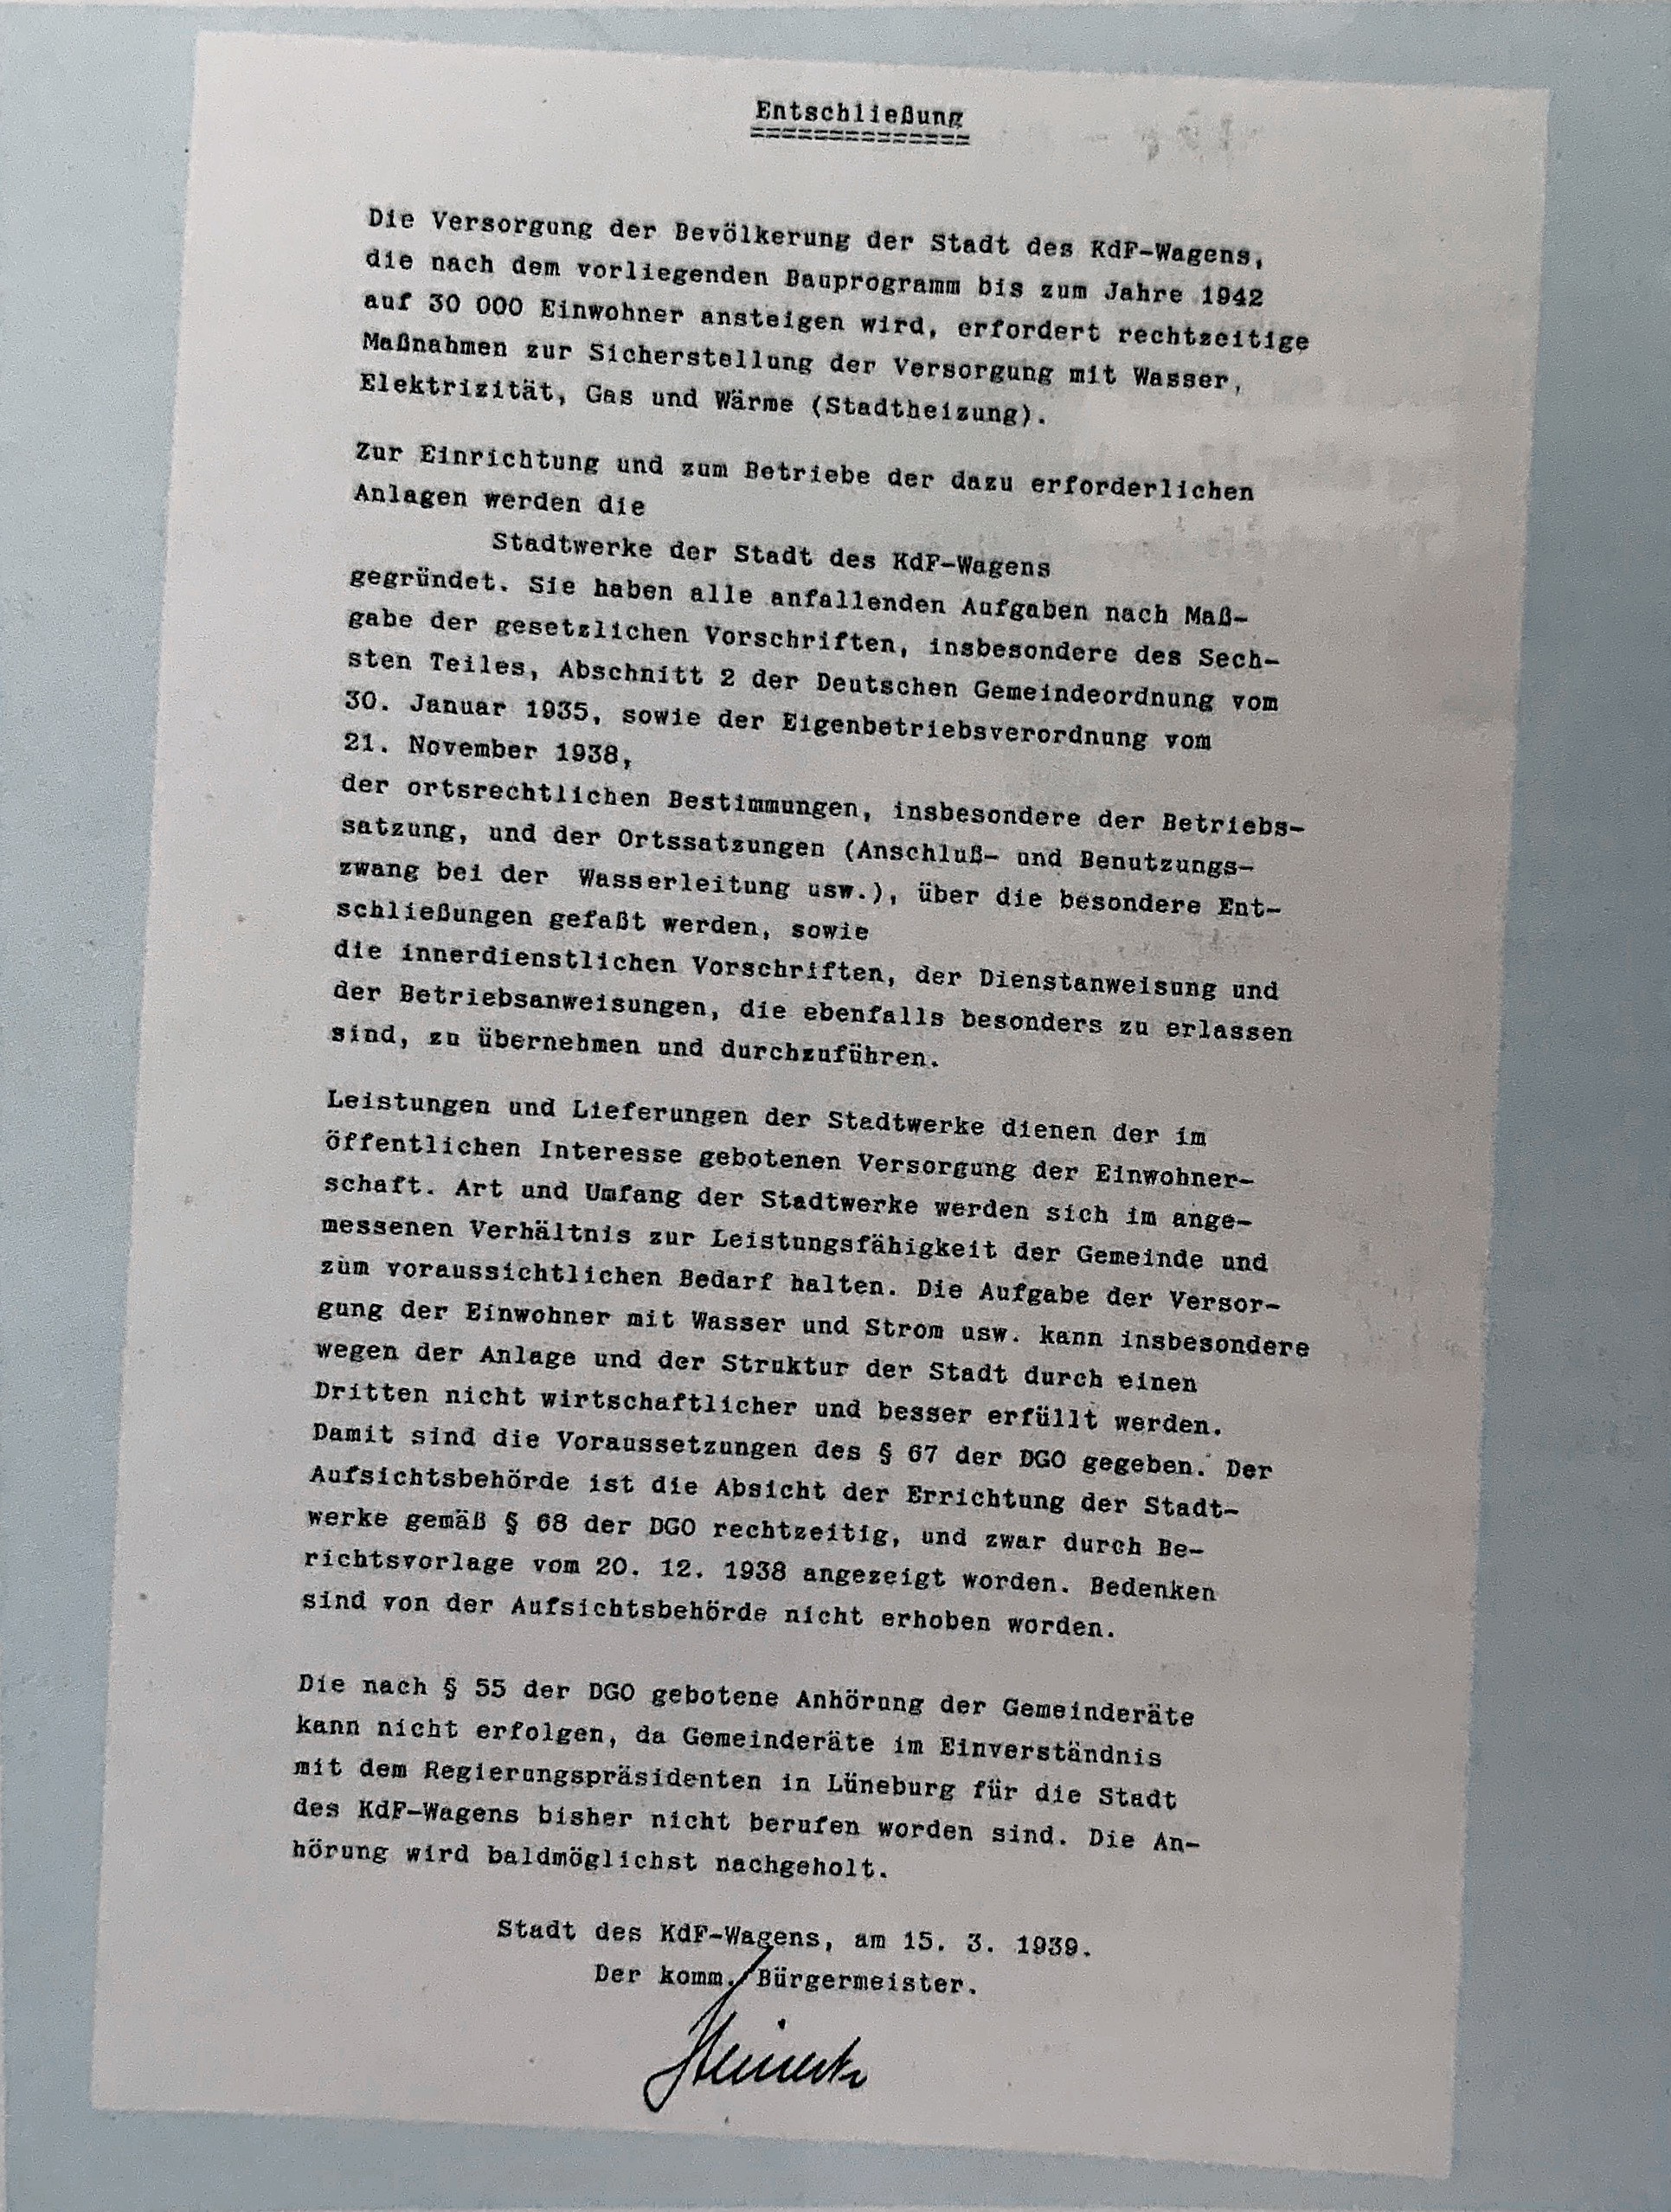 Entschließung
==============
Die Versorgung der Bevölkerung der Stadt des KdF-Wagens,
die nach dem vorliegenden Bauprogramm bis zum Jahre 1942
auf 30 000 Einwohner ansteigen wird, erfordert rechtzeitige
Maßnahmen zur Sicherstellung der Versorgung mit Wasser,
Elektrizität, Gas und Wärme (Stadtheizung).
Zur Einrichtung und zum Betriebe der dazu erforderlichen
Anlagen werden die
Stadtwerke der Stadt des KdF-Wagens
gegründet. Sie haben alle anfallenden Aufgaben nach Maß-
gabe der gesetzlichen Vorschriften, insbesondere des Sech-
sten Teiles, Abschnitt 2 der Deutschen Gemeindeordnung vom
30. Januar 1935, sowie der Eigenbetriebsverordnung vom
21. November 1938,
der ortsrechtlichen Bestimmungen, insbesondere der Betriebs-
satzung, und der Ortssatzungen (Anschluß- und Benutzungs-
zwang bei der Wasserleitung usw.), über die besondere Ent-
schließungen gefaßt werden, sowie
die innerdienstlichen Vorschriften, der Dienstanweisung und
der Betriebsanweisungen, die ebenfalls besonders zu erlassen
sind, zu übernehmen und durchzuführen.
Leistungen und Lieferungen der Stadtwerke dienen der im
öffentlichen Interesse gebotenen Versorgung der Einwohner-
schaft. Art und Umfang der Stadtwerke werden sich im ange-
messenen Verhältnis zur Leistungsfähigkeit der Gemeinde und
zum voraussichtlichen Bedarf halten. Die Aufgabe der Versor-
gung der Einwohner mit Wasser und Strom usw. kann insbesondere
wegen der Anlage und der Struktur der Stadt durch einen
Dritten nicht wirtschaftlicher und besser erfüllt werden.
Damit sind die Voraussetzungen des § 67 der DGO gegeben. Der
Aufsichtsbehörde ist die Absicht der Errichtung der Stadt-
werke gemäß § 68 der DGO rechtzeitig, und zwar durch Be-
richtsvorlage vom 20. 12. 1938 angezeigt worden. Bedenken
sind von der Aufsichtsbehörde nicht erhoben worden.
Die nach § 55 der DGO gebotene Anhörung der Gemeinderäte
kann nicht erfolgen, da Gemeinderäte im Einverständnis
mit dem Regierungspräsidenten in Lüneburg für die Stadt
des KdF-Wagens bisher nicht berufen worden sind. Die An-
hörung wird baldmöglichst nachgeholt.
Stadt des KdF-Wagens, am 15. 3. 1939.
Der komm. Bürgermeister.